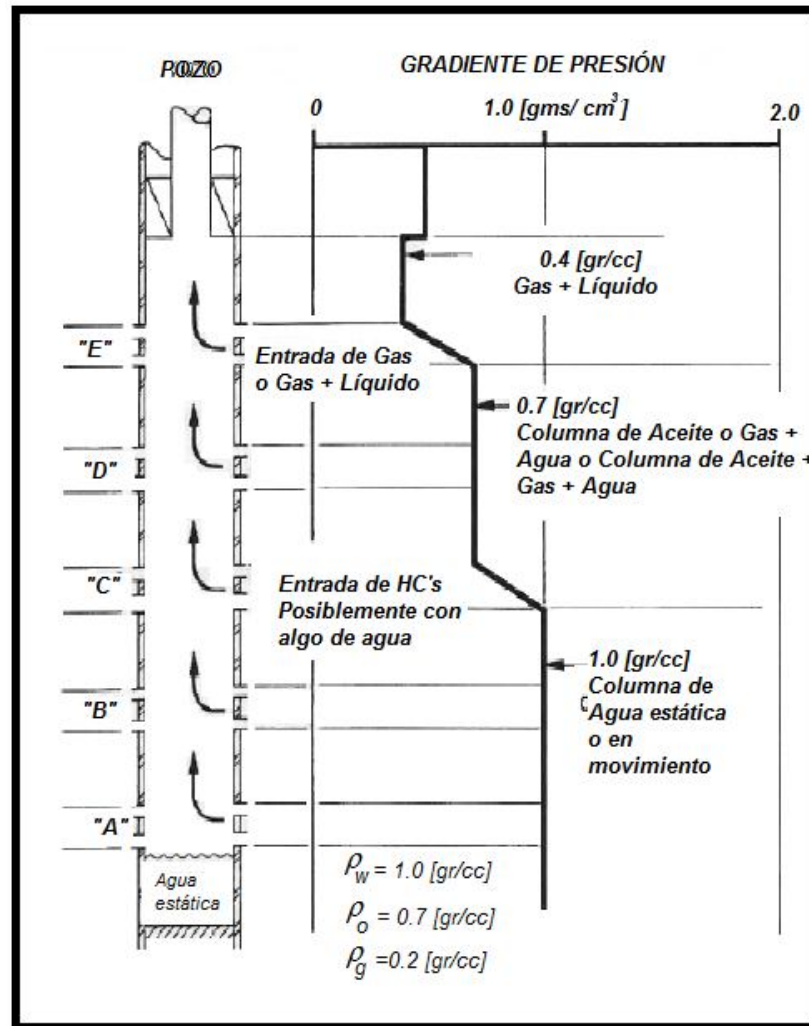 POZO
GRADIENTE DE PRESIÓN
0
1.0 [gms/ cm³ ]
2.0
0.4 [gr/cc]
Gas + Líquido
"E"
Entrada de Gas
o Gas + Líquido
0.7 [gr/cc]
Columna de Aceite o Gas +
Agua o Columna de Aceite +
Gas + Agua
"D"
"C"
Entrada de HC's
Posiblemente con
algo de agua
1.0 [gr/cc]
Columna de
Agua estática
o en
movimiento
"B"
"A"
Agua
estática
ρw = 1.0 [gr/cc]
ρo = 0.7 [gr/cc]
ρg =0.2 [gr/cc]